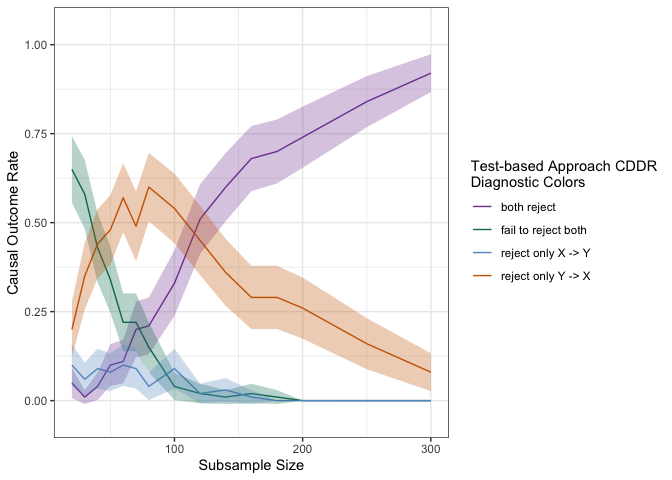 1.00
0.75
0.50
0.25
0.00
Causal Outcome Rate
100
200
300
Subsample Size
Test-based Approach CDDR
Diagnostic Colors
both reject
fail to reject both
reject only X -> Y
reject only Y -> X